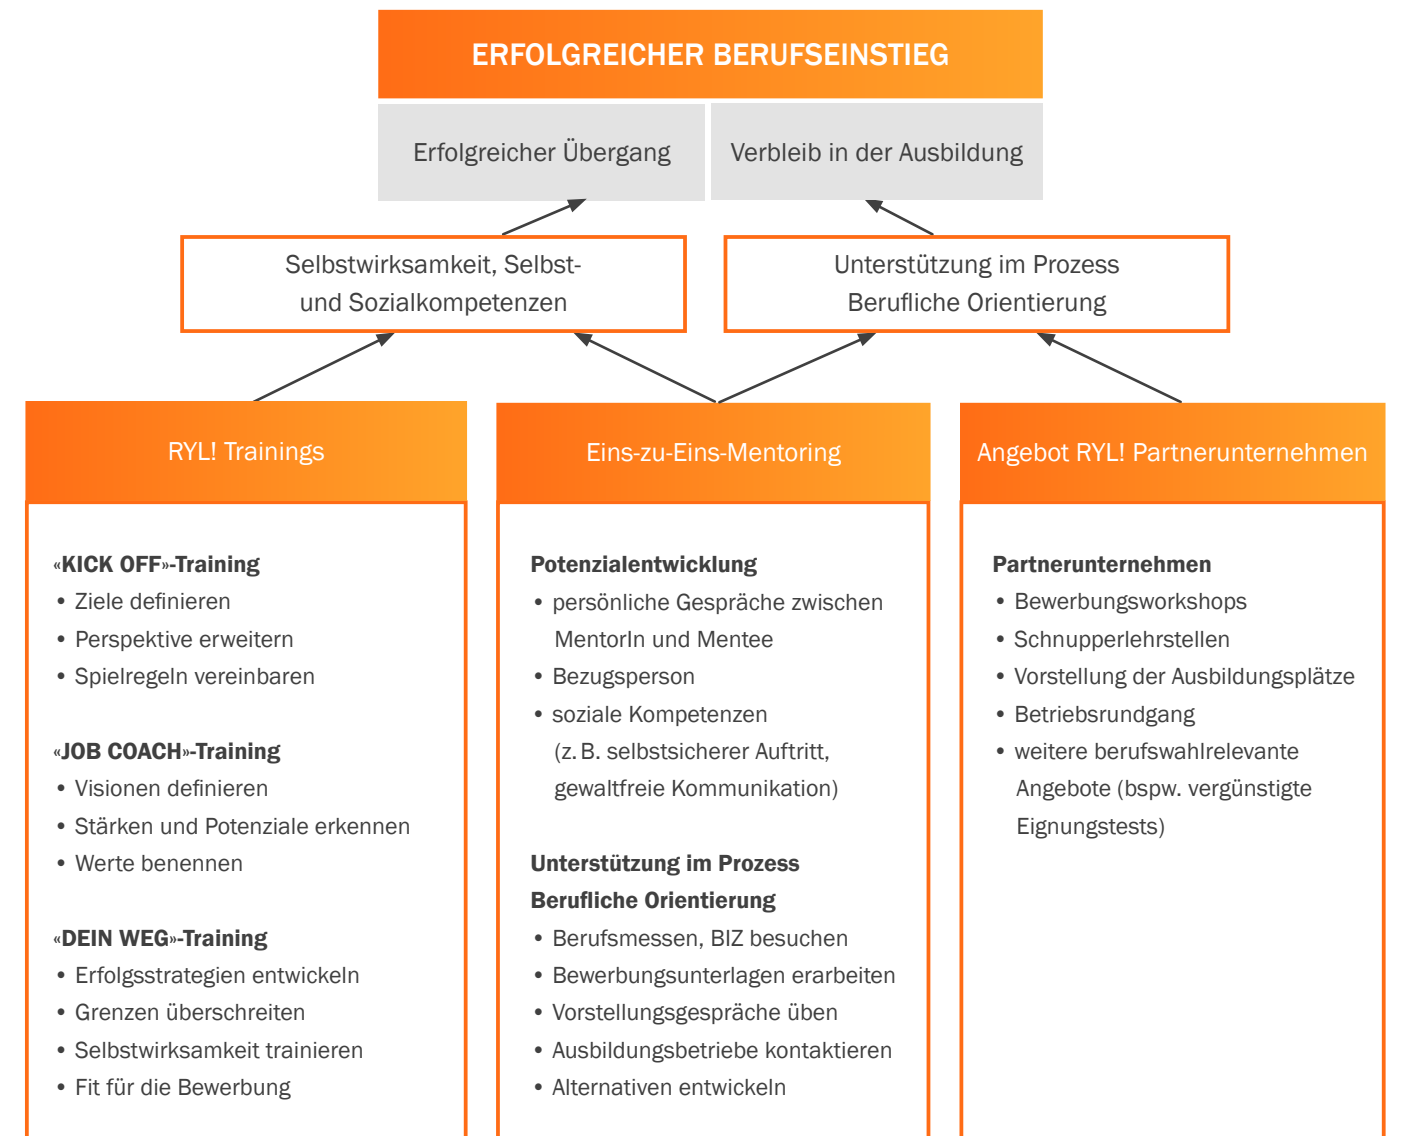 ERFOLGREICHER BERUFSEINSTIEG
Erfolgreicher Übergang
Verbleib in der Ausbildung
Selbstwirksamkeit, Selbst-
und Sozialkompetenzen
Unterstützung im Prozess
Berufliche Orientierung
RYL! Trainings
«KICK OFF»-Training
• Ziele definieren
• Perspektive erweitern
• Spielregeln vereinbaren
«JOB COACH»-Training
• Visionen definieren
• Stärken und Potenziale erkennen
• Werte benennen
«DEIN WEG»-Training
• Erfolgsstrategien entwickeln
• Grenzen überschreiten
• Selbstwirksamkeit trainieren
• Fit für die Bewerbung
Eins-zu-Eins-Mentoring
Potenzialentwicklung
• persönliche Gespräche zwischen
MentorIn und Mentee
• Bezugsperson
• soziale Kompetenzen
(z. B. selbstsicherer Auftritt,
gewaltfreie Kommunikation)
Unterstützung im Prozess
Berufliche Orientierung
• Berufsmessen, BIZ besuchen
• Bewerbungsunterlagen erarbeiten
• Vorstellungsgespräche üben
• Ausbildungsbetriebe kontaktieren
• Alternativen entwickeln
Angebot RYL! Partnerunternehmen
Partnerunternehmen
• Bewerbungsworkshops
• Schnupperlehrstellen
• Vorstellung der Ausbildungsplätze
• Betriebsrundgang
• weitere berufswahlrelevante
Angebote (bspw. vergünstigte
Eignungstests)